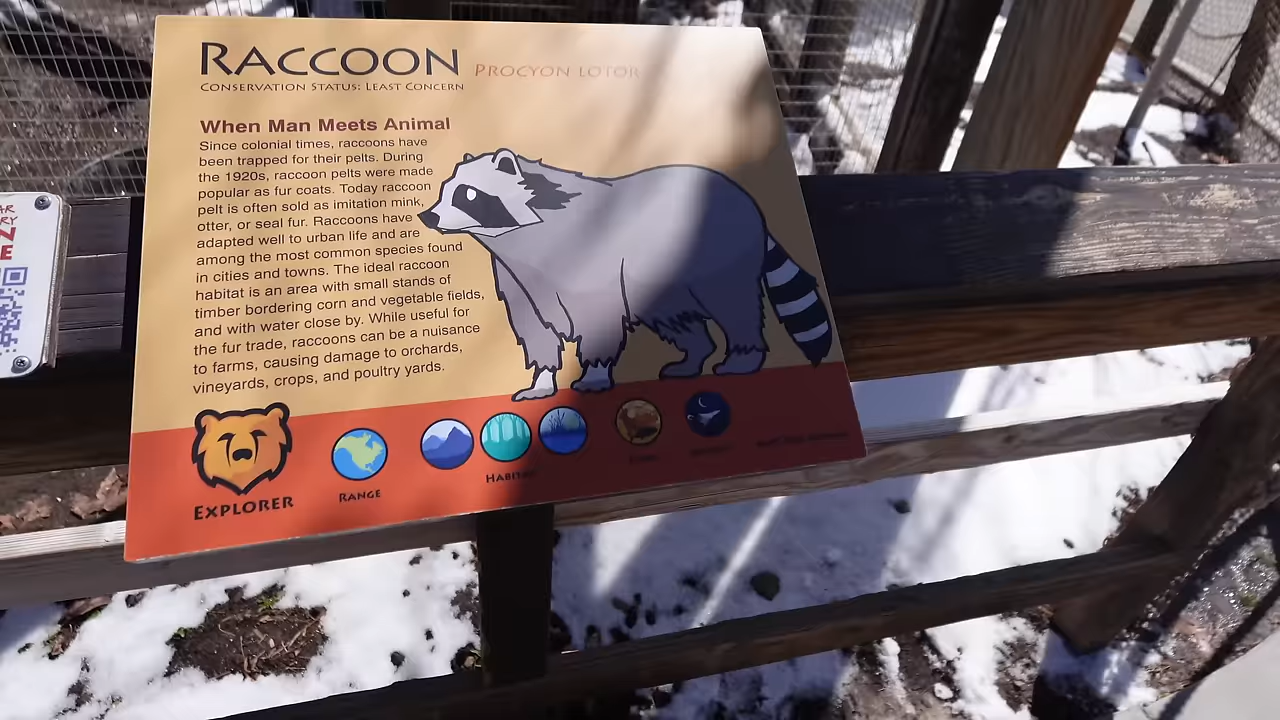 RACCOON PROCYON LOTOR
CONSERVATION STATUS: LEAST CONCERN
When Man Meets Animal
Since colonial times, raccoons have
been trapped for their pelts. During
the 1920s, raccoon pelts were made
popular as fur coats. Today raccoon
pelt is often sold as imitation mink,
otter, or seal fur. Raccoons have
adapted well to urban life and are
among the most common species found
in cities and towns. The ideal raccoon
habitat is an area with small stands of
timber bordering corn and vegetable fields,
and with water close by. While useful for
the fur trade, raccoons can be a nuisance
to farms, causing damage to orchards,
vineyards, crops, and poultry yards.
EXPLORER
RANGE
HABITAT